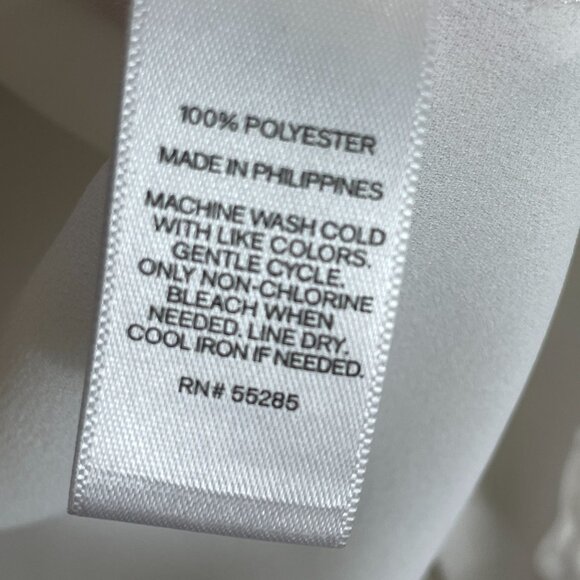 100% POLYESTER
MADE IN PHILIPPINES
MACHINE WASH COLD
WITH LIKE COLORS.
GENTLE CYCLE.
ONLY NON-CHLORINE
BLEACH WHEN
NEEDED. LINE DRY.
COOL IRON IF NEEDED.
RN# 55285